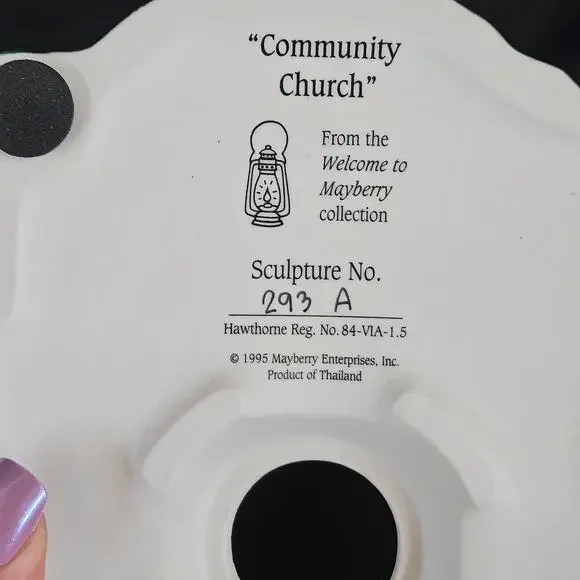 “Community
Church”
From the
Welcome to
Mayberry
collection
Sculpture No.
293 A
Hawthorne Reg. No. 84-VIA-1.5
© 1995 Mayberry Enterprises, Inc.
Product of Thailand